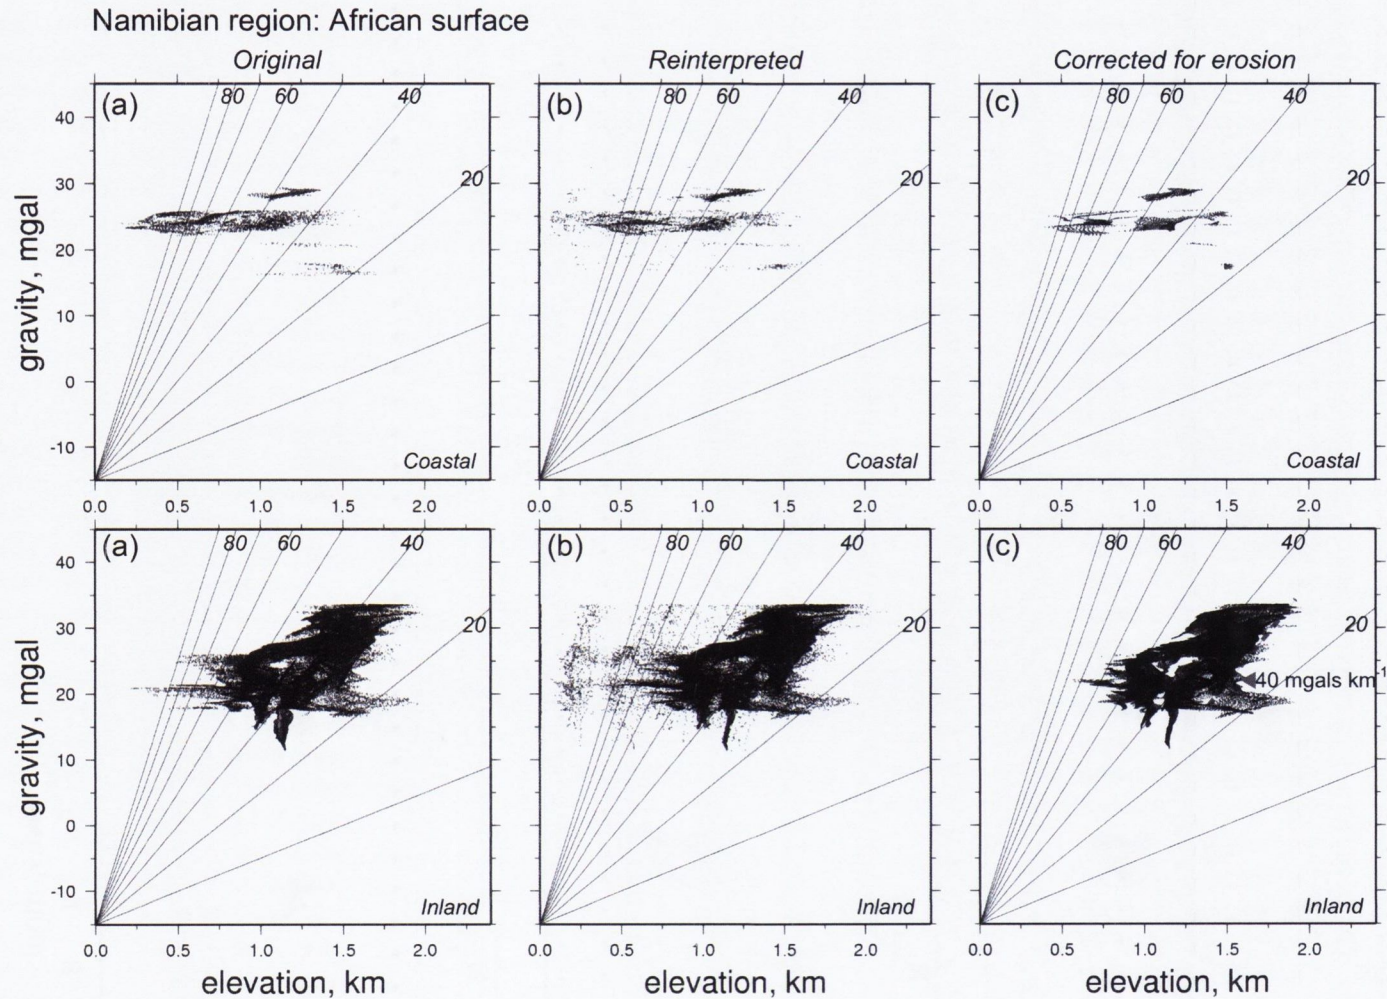 Namibian region: African surface
Original Reinterpreted Corrected for erosion
(a) 80 60 40 (b) 80 60 40 (c) 80 60 40
40
30 20 20 20
20
10
0
-10
gravity, mgal
Coastal Coastal Coastal
0.0 0.5 1.0 1.5 2.0 0.0 0.5 1.0 1.5 2.0 0.0 0.5 1.0 1.5 2.0
(a) 80 60 40 (b) 80 60 40 (c) 80 60 40
40
30 20 20 20
20 40 mgals km-1
10
0
-10
gravity, mgal
Inland Inland Inland
0.0 0.5 1.0 1.5 2.0 0.0 0.5 1.0 1.5 2.0 0.0 0.5 1.0 1.5 2.0
elevation, km elevation, km elevation, km